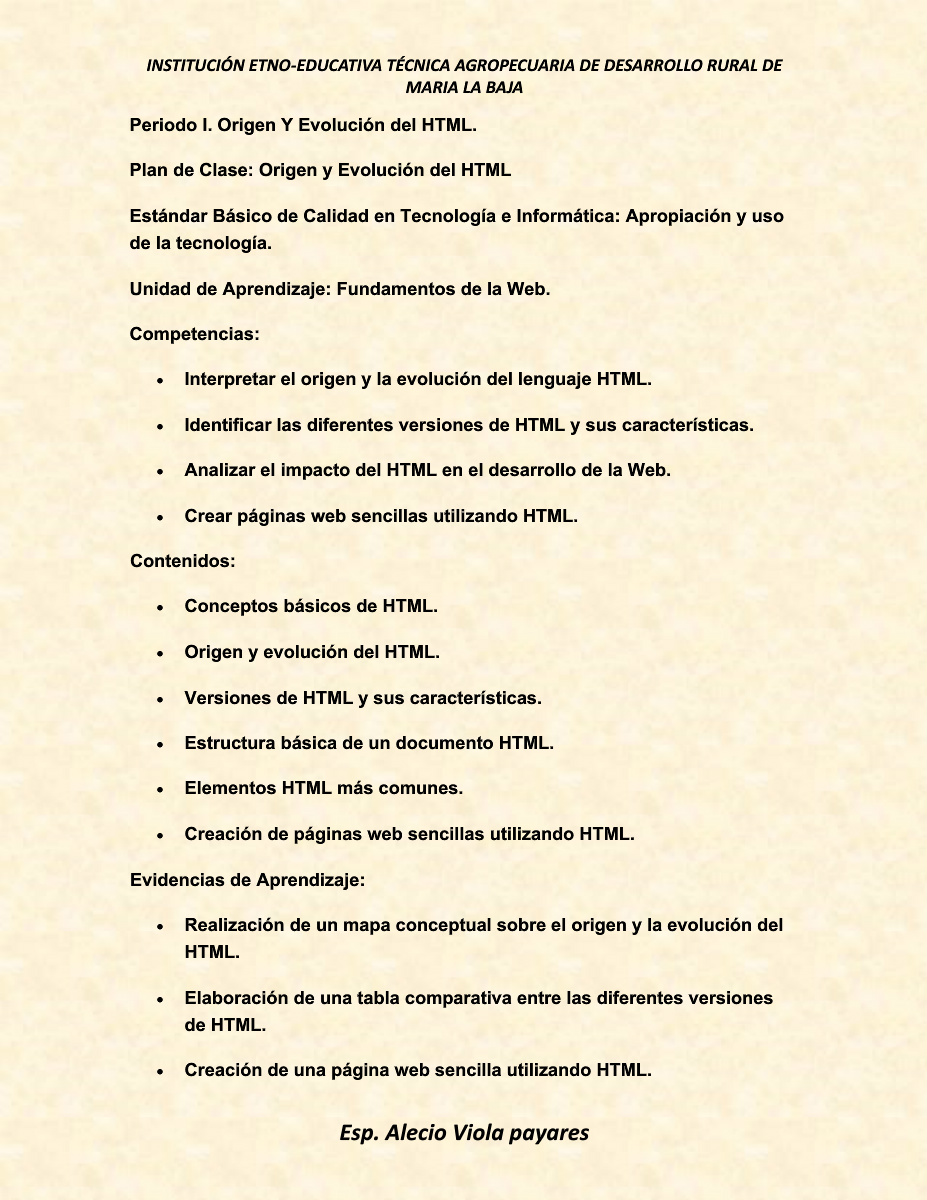 INSTITUCIÓN ETNO-EDUCATIVA TÉCNICA AGROPECUARIA DE DESARROLLO RURAL DE
MARIA LA BAJA
Periodo I. Origen Y Evolución del HTML.
Plan de Clase: Origen y Evolución del HTML
Estándar Básico de Calidad en Tecnología e Informática: Apropiación y uso
de la tecnología.
Unidad de Aprendizaje: Fundamentos de la Web.
Competencias:
• Interpretar el origen y la evolución del lenguaje HTML.
• Identificar las diferentes versiones de HTML y sus características.
• Analizar el impacto del HTML en el desarrollo de la Web.
• Crear páginas web sencillas utilizando HTML.
Contenidos:
• Conceptos básicos de HTML.
• Origen y evolución del HTML.
• Versiones de HTML y sus características.
• Estructura básica de un documento HTML.
• Elementos HTML más comunes.
• Creación de páginas web sencillas utilizando HTML.
Evidencias de Aprendizaje:
• Realización de un mapa conceptual sobre el origen y la evolución del
HTML.
• Elaboración de una tabla comparativa entre las diferentes versiones
de HTML.
• Creación de una página web sencilla utilizando HTML.
Esp. Alecio Viola payares